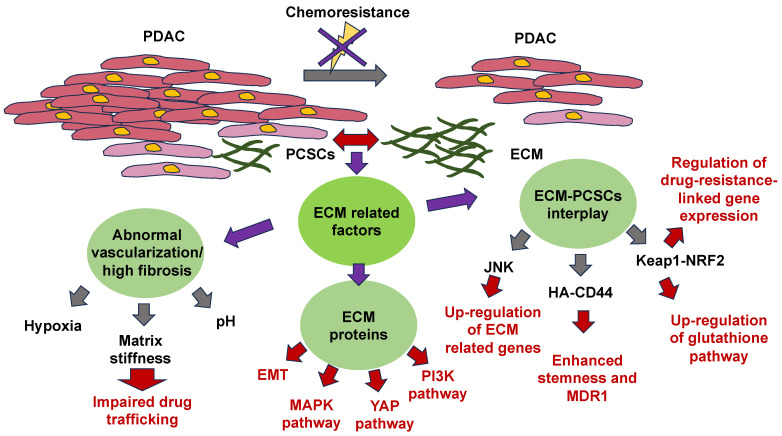 Chemoresistance
PDAC
PDAC
PCSCs
ECM
ECM related
factors
Abnormal
vascularization/
high fibrosis
Hypoxia
Matrix
stiffness
pH
Impaired drug
trafficking
ECM
proteins
EMT
MAPK
pathway
YAP
pathway
PI3K
pathway
ECM-PCSCs
interplay
JNK
Up-regulation
of ECM
related genes
HA-CD44
Enhanced
stemness and
MDR1
Keap1-NRF2
Regulation of
drug-resistance-
linked gene
expression
Up-regulation of
glutathione
pathway